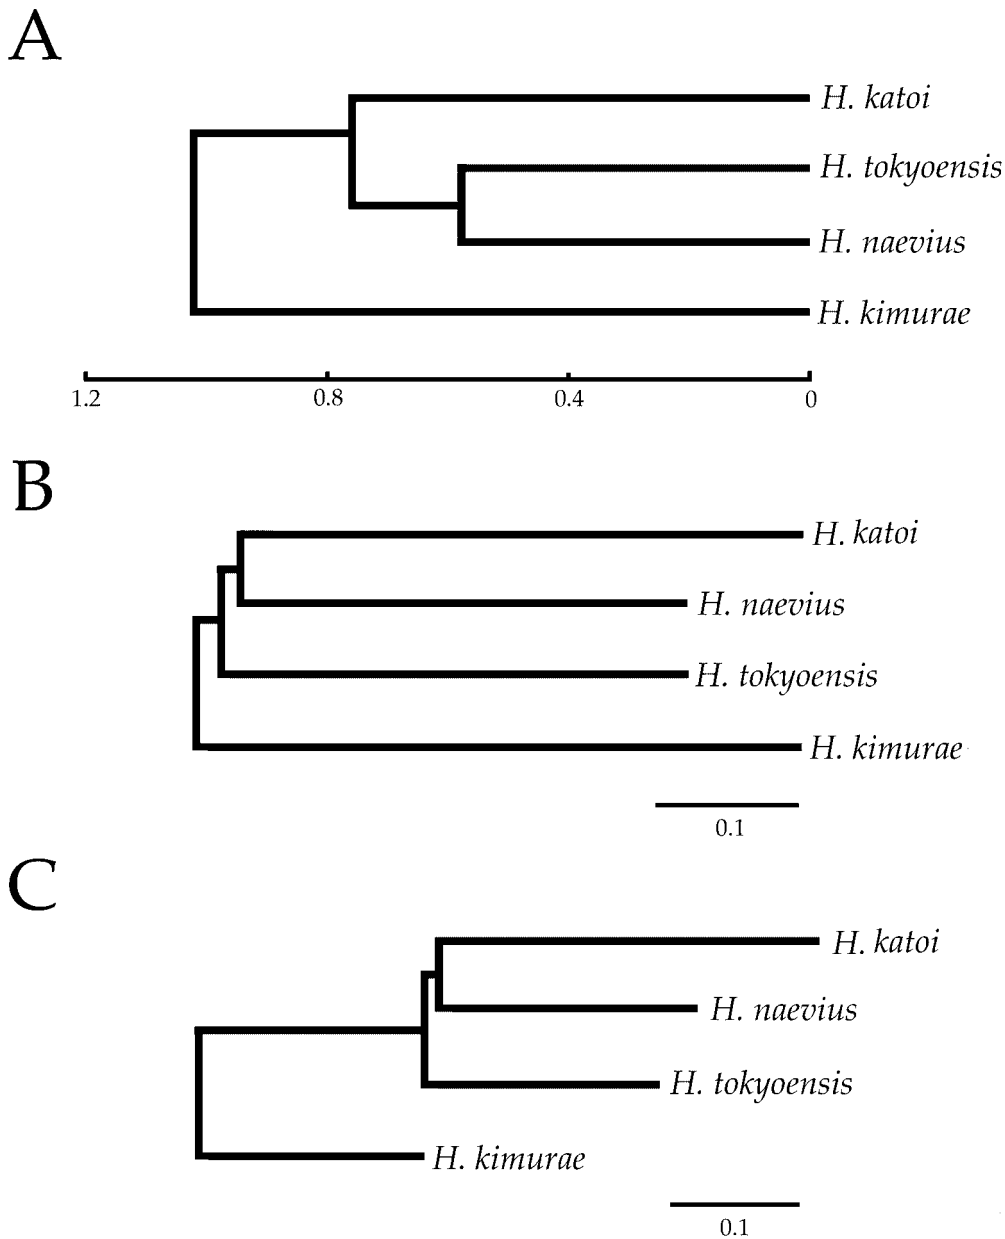 A
H. katoi
H. tokyoensis
H. naevius
H. kimurae
1.2 0.8 0.4 0
B
H. katoi
H. naevius
H. tokyoensis
H. kimurae
0.1
C
H. katoi
H. naevius
H. tokyoensis
H. kimurae
0.1